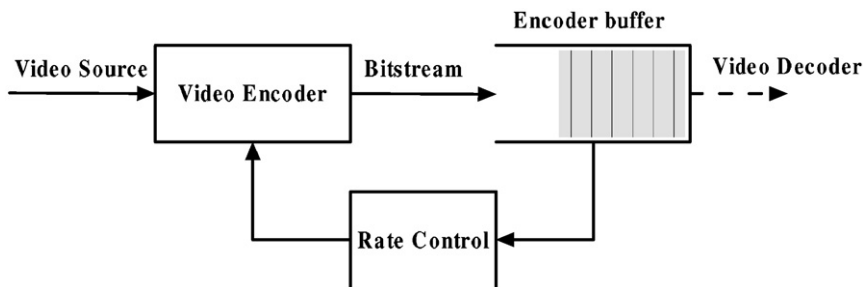 Encoder buffer
Video Source
Video Encoder
Bitstream
Video Decoder
Rate Control